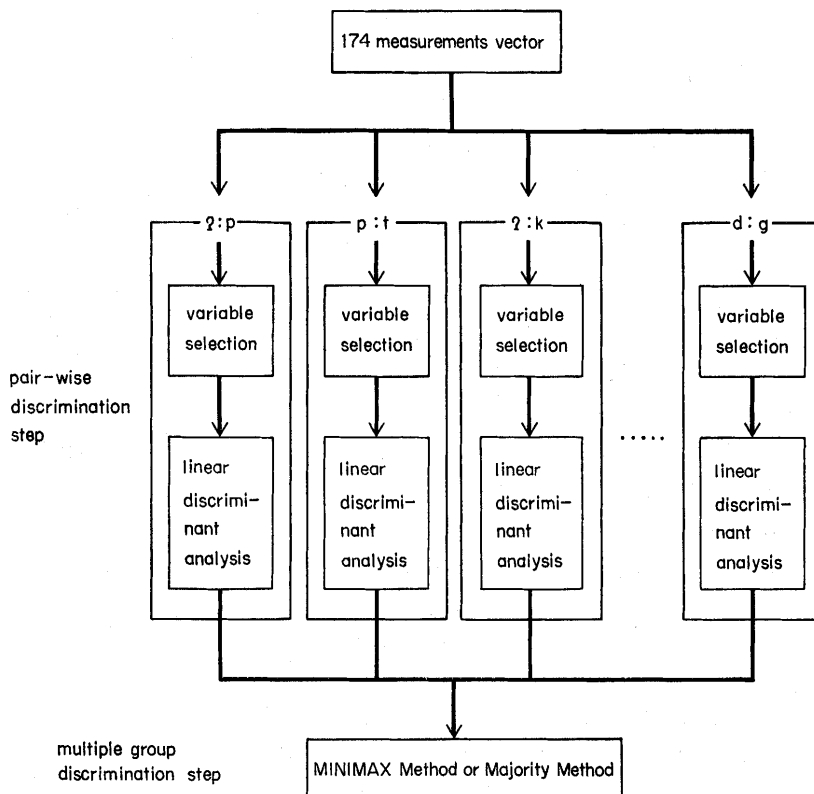 174 measurements vector
ʔ:p
p:t
ʔ:k
d:g
variable
selection
variable
selection
variable
selection
variable
selection
pair-wise
discrimination
step
.....
linear
discrimi-
nant
analysis
linear
discrimi-
nant
analysis
linear
discrimi-
nant
analysis
linear
discrimi-
nant
analysis
multiple group
discrimination step
MINIMAX Method or Majority Method